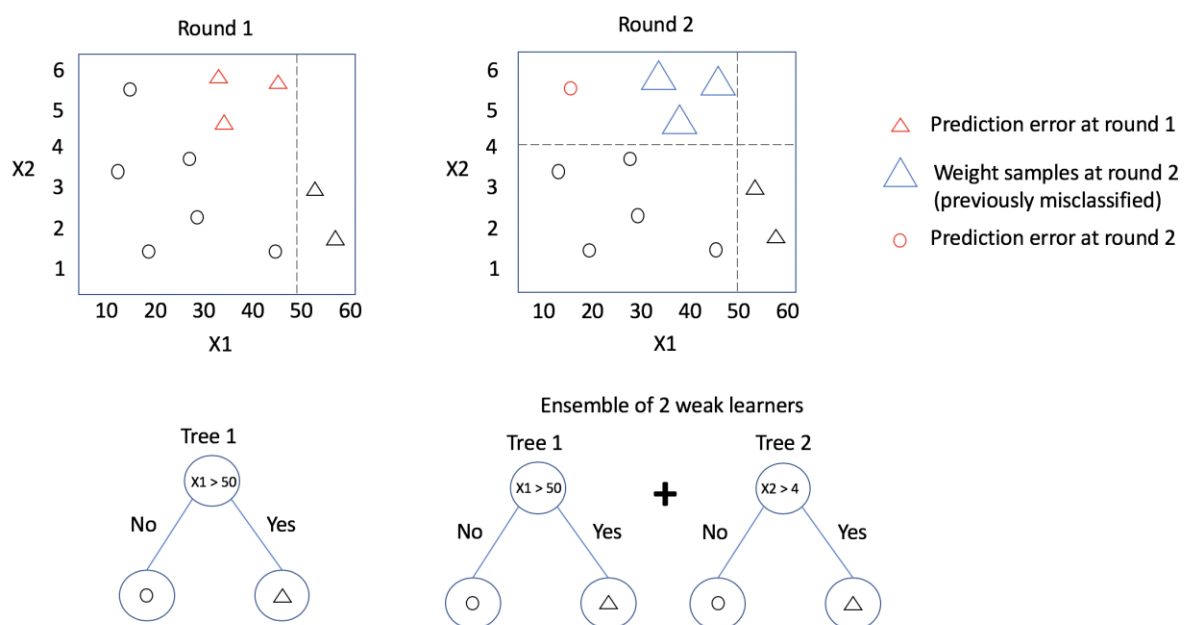 Round 1
6
5
4
3
2
1
X2
10 20 30 40 50 60
X1
Round 2
6
5
4
3
2
1
X2
10 20 30 40 50 60
X1
Prediction error at round 1
Weight samples at round 2
(previously misclassified)
Prediction error at round 2
Tree 1
X1 > 50
No Yes
Ensemble of 2 weak learners
Tree 1
X1 > 50
No Yes
+
Tree 2
X2 > 4
No Yes